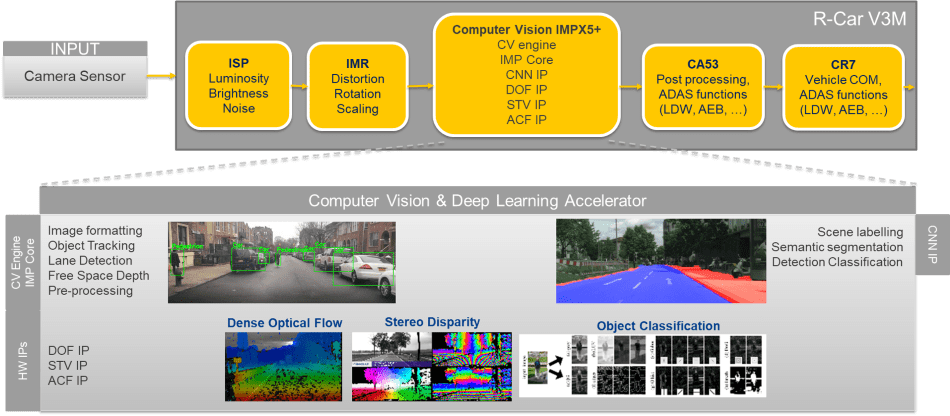 R-Car V3M
INPUT
Camera Sensor
ISP
Luminosity
Brightness
Noise
IMR
Distortion
Rotation
Scaling
Computer Vision IMPX5+
CV engine
IMP Core
CNN IP
DOF IP
STV IP
ACF IP
CA53
Post processing,
ADAS functions
(LDW, AEB, …)
CR7
Vehicle COM,
ADAS functions
(LDW, AEB, …)
Computer Vision & Deep Learning Accelerator
CV Engine
IMP Core
Image formatting
Object Tracking
Lane Detection
Free Space Depth
Pre-processing
Scene labelling
Semantic segmentation
Detection Classification
CNN IP
HW IPs
DOF IP
STV IP
ACF IP
Dense Optical Flow
Stereo Disparity
Object Classification